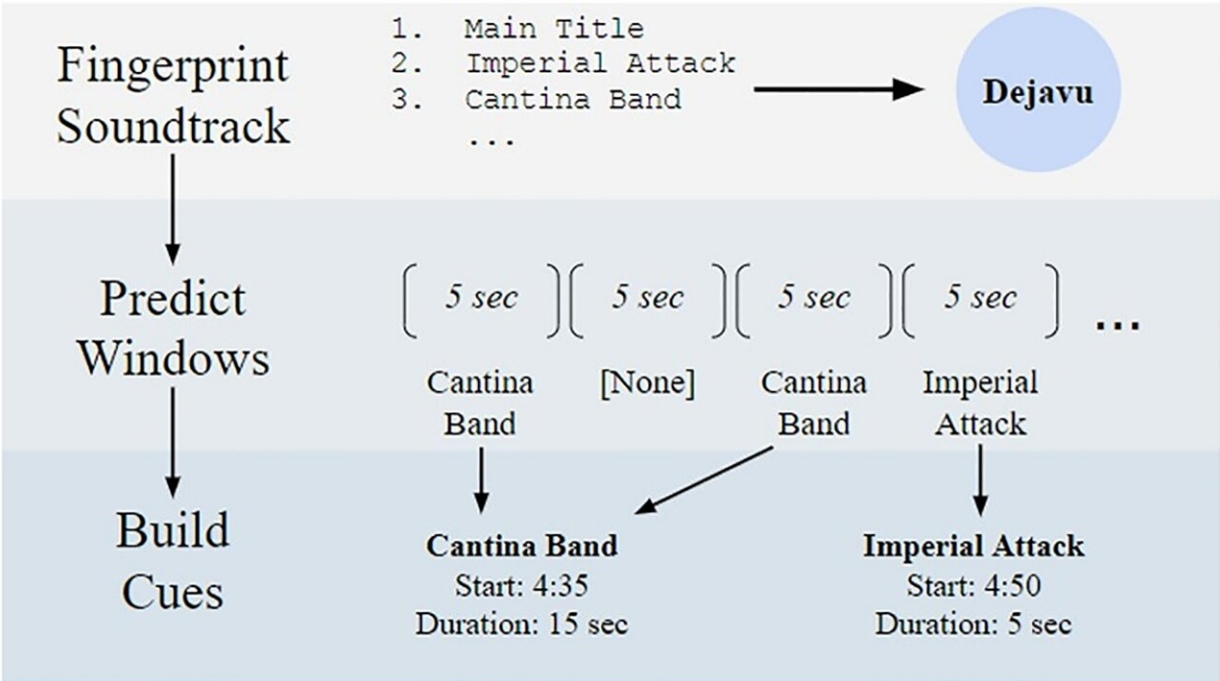 Fingerprint
Soundtrack
1. Main Title
2. Imperial Attack
3. Cantina Band
...
Dejavu
Predict
Windows
5 sec 5 sec 5 sec 5 sec ...
Cantina [None] Cantina Imperial
Band Band Attack
Build
Cues
Cantina Band Imperial Attack
Start: 4:35 Start: 4:50
Duration: 15 sec Duration: 5 sec